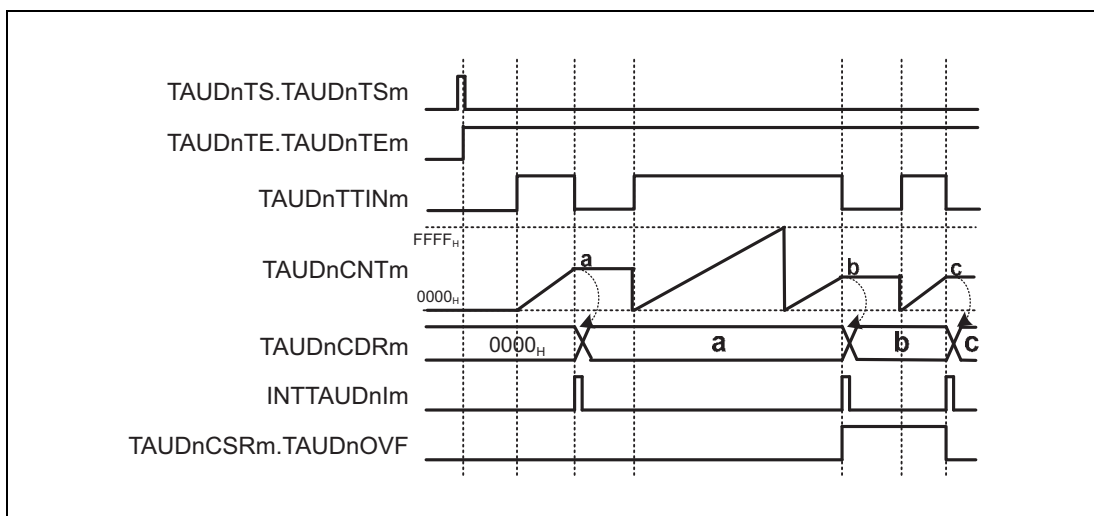 TAUDnTS.TAUDnTSm
TAUDnTE.TAUDnTEm
TAUDnTTINm
FFFFH
TAUDnCNTm
a
b
c
0000H
TAUDnCDRm
0000H
a
b
c
INTTAUDnIm
TAUDnCSRm.TAUDnOVF